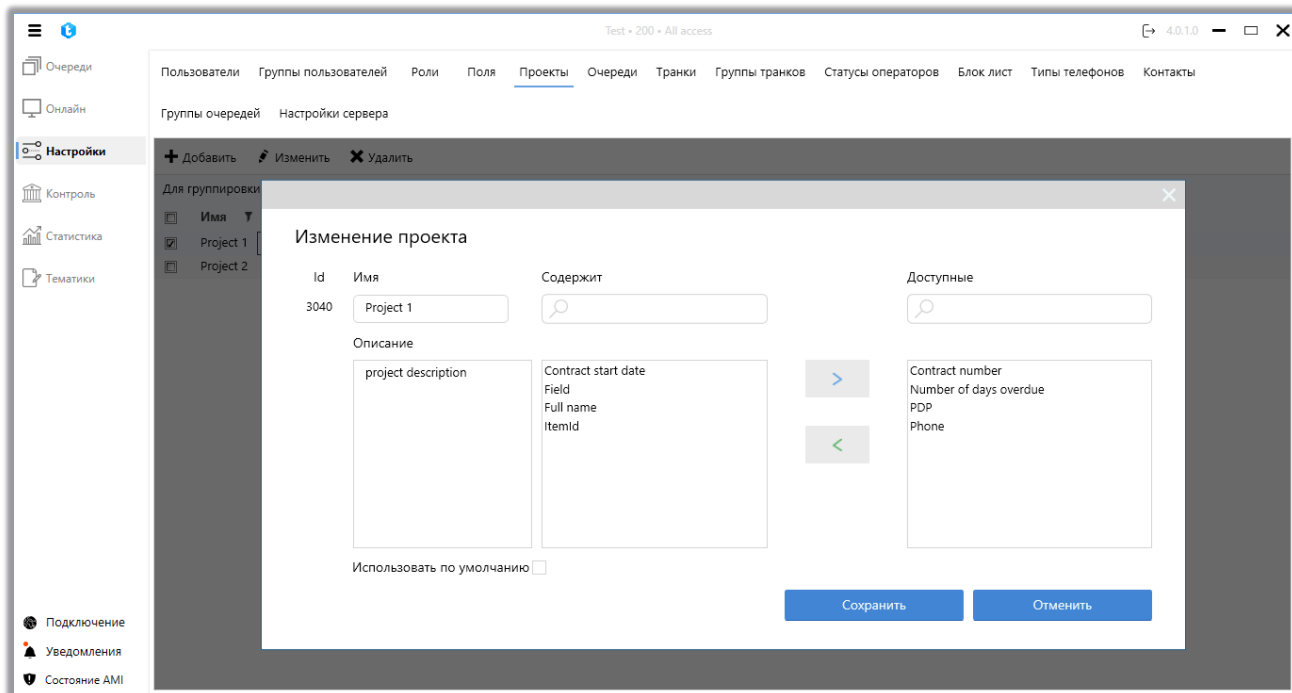 Test • 200 • All access
4.0.1.0
Очереди
Онлайн
Настройки
Контроль
Статистика
Тематики
Подключение
Уведомления
Состояние AMI
Пользователи Группы пользователей Роли Поля Проекты Очереди Транки Группы транков Статусы операторов Блок лист Типы телефонов Контакты
Группы очередей Настройки сервера
Добавить Изменить Удалить
Для группировки
Имя
Project 1
Project 2
Изменение проекта
Id Имя Содержит Доступные
3040 Project 1
Описание
project description
Contract start date
Field
Full name
ItemId
>
<
Contract number
Number of days overdue
PDP
Phone
Использовать по умолчанию
Сохранить Отменить